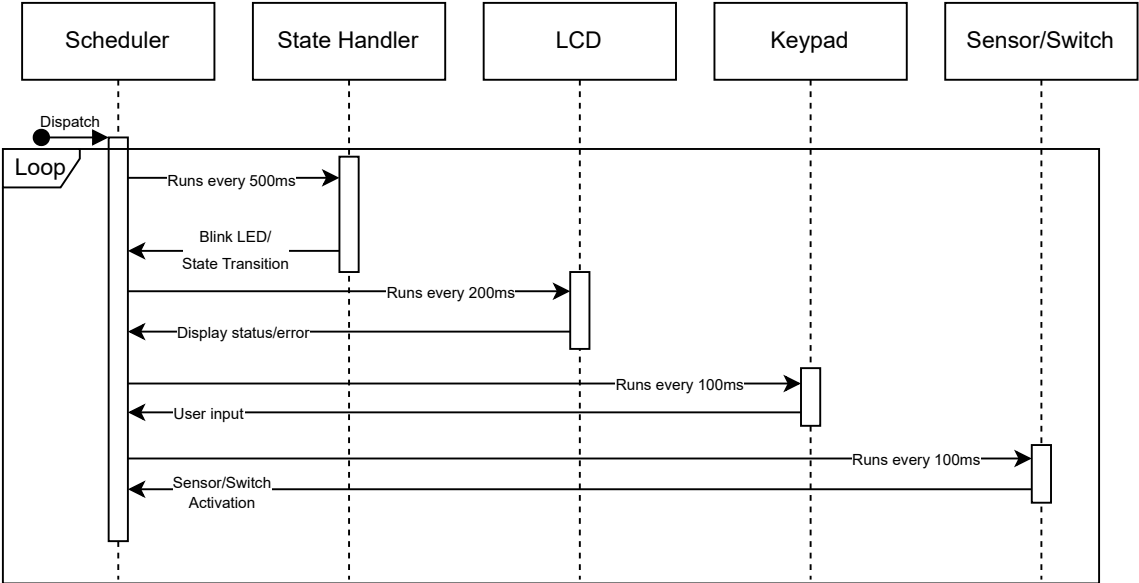 Scheduler
State Handler
LCD
Keypad
Sensor/Switch
Dispatch
Loop
Runs every 500ms
Blink LED/
State Transition
Runs every 200ms
Display status/error
Runs every 100ms
User input
Runs every 100ms
Sensor/Switch
Activation